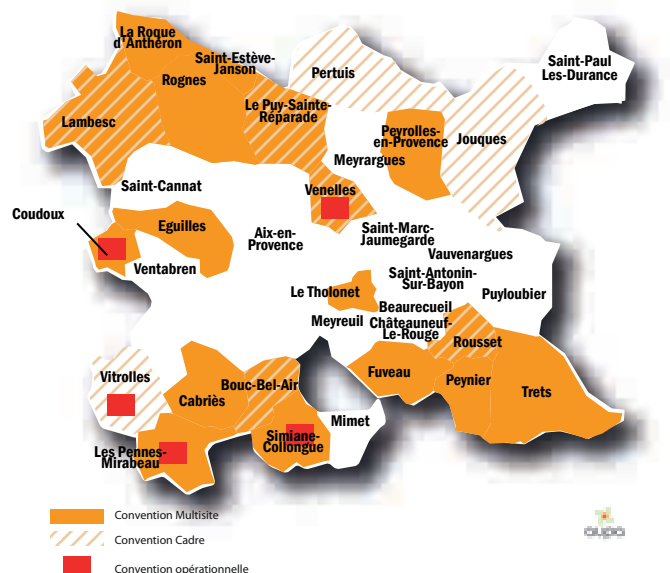 La Roque
d'Anthéron
Saint-Estève-
Janson
Saint-Paul
Les-Durance
Pertuis
Rognes
Le Puy-Sainte-
Réparade
Lambesc
Peyrolles-
en-Provence
Jouques
Meyrargues
Saint-Cannat
Venelles
Coudoux
Eguilles
Aix-en-
Provence
Saint-Marc-
Jaumegarde
Vauvenargues
Ventabren
Saint-Antonin-
Sur-Bayon
Le Tholonet
Puyloubier
Beaurecueil
Meyreuil
Châteauneuf-
Le-Rouge
Rousset
Vitrolles
Bouc-Bel-Air
Fuveau
Peynier
Trets
Cabriès
Mimet
Simiane-
Collongue
Les Pennes-
Mirabeau
Convention Multisite
Convention Cadre
Convention opérationnelle